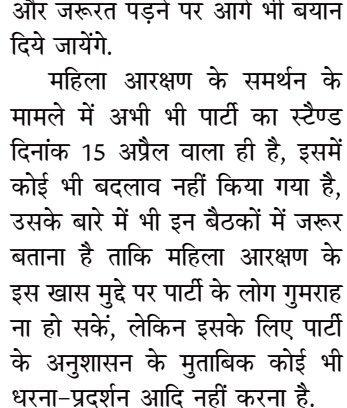 और जरूरत पड़ने पर आगे भी बयान
दिये जायेंगे.
महिला आरक्षण के समर्थन के
मामले में अभी भी पार्टी का स्टैण्ड
दिनांक 15 अप्रैल वाला ही है, इसमें
कोई भी बदलाव नहीं किया गया है,
उसके बारे में भी इन बैठकों में जरूर
बताना है ताकि महिला आरक्षण के
इस खास मुद्दे पर पार्टी के लोग गुमराह
ना हो सकें, लेकिन इसके लिए पार्टी
के अनुशासन के मुताबिक कोई भी
धरना-प्रदर्शन आदि नहीं करना है.